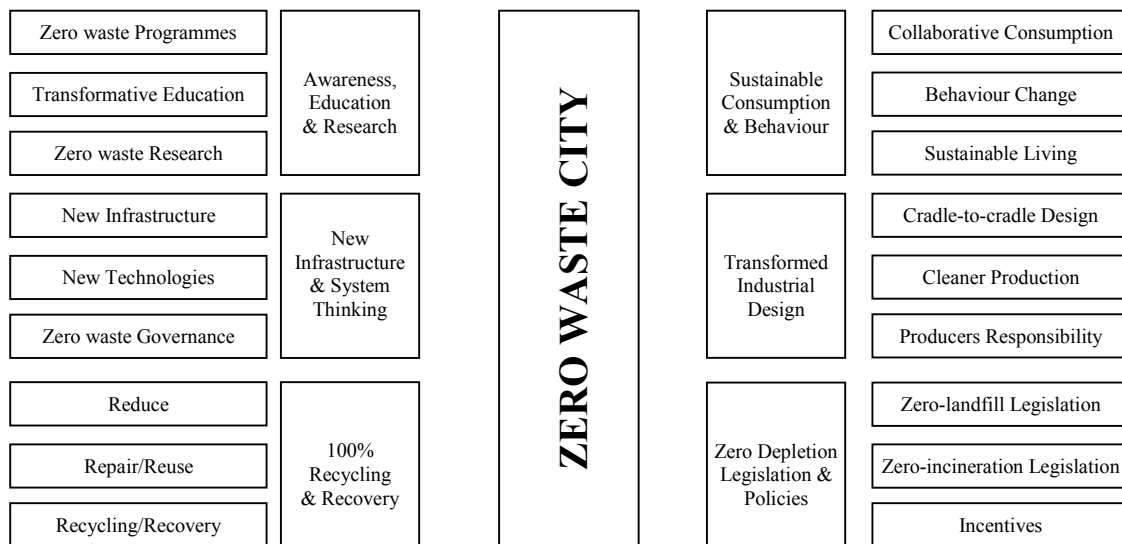 Zero waste Programmes
Transformative Education
Zero waste Research
Awareness,
Education
& Research
New Infrastructure
New Technologies
Zero waste Governance
New
Infrastructure
& System
Thinking
Reduce
Repair/Reuse
Recycling/Recovery
100%
Recycling
& Recovery
ZERO WASTE CITY
Sustainable
Consumption
& Behaviour
Collaborative Consumption
Behaviour Change
Sustainable Living
Transformed
Industrial
Design
Cradle-to-cradle Design
Cleaner Production
Producers Responsibility
Zero Depletion
Legislation &
Policies
Zero-landfill Legislation
Zero-incineration Legislation
Incentives